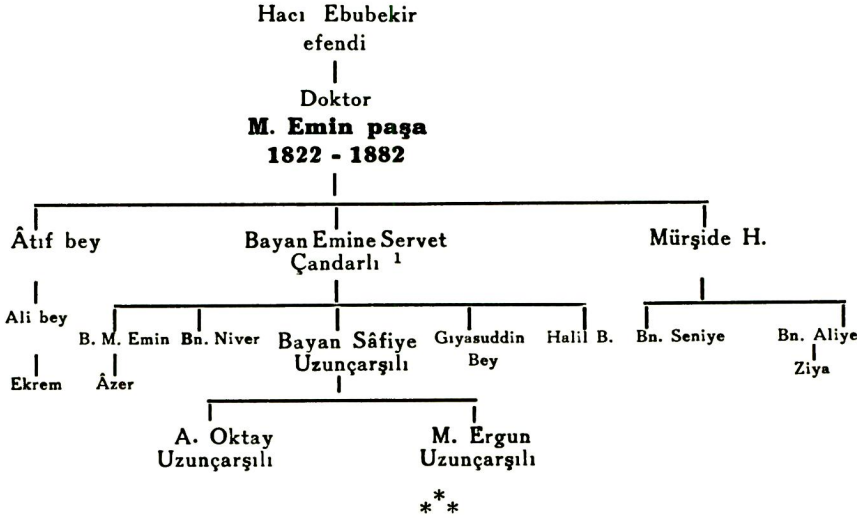 Hacı Ebubekir
efendi
Doktor
M. Emin paşa
1822 - 1882
Âtıf bey
Bayan Emine Servet
Çandarlı 1
Mürşide H.
Ali bey
B. M. Emin
Bn. Niver
Bayan Sâfiye
Uzunçarşılı
Gıyasuddin
Bey
Halil B.
Bn. Seniye
Bn. Aliye
Ekrem
Âzer
Ziya
A. Oktay
Uzunçarşılı
M. Ergun
Uzunçarşılı
***